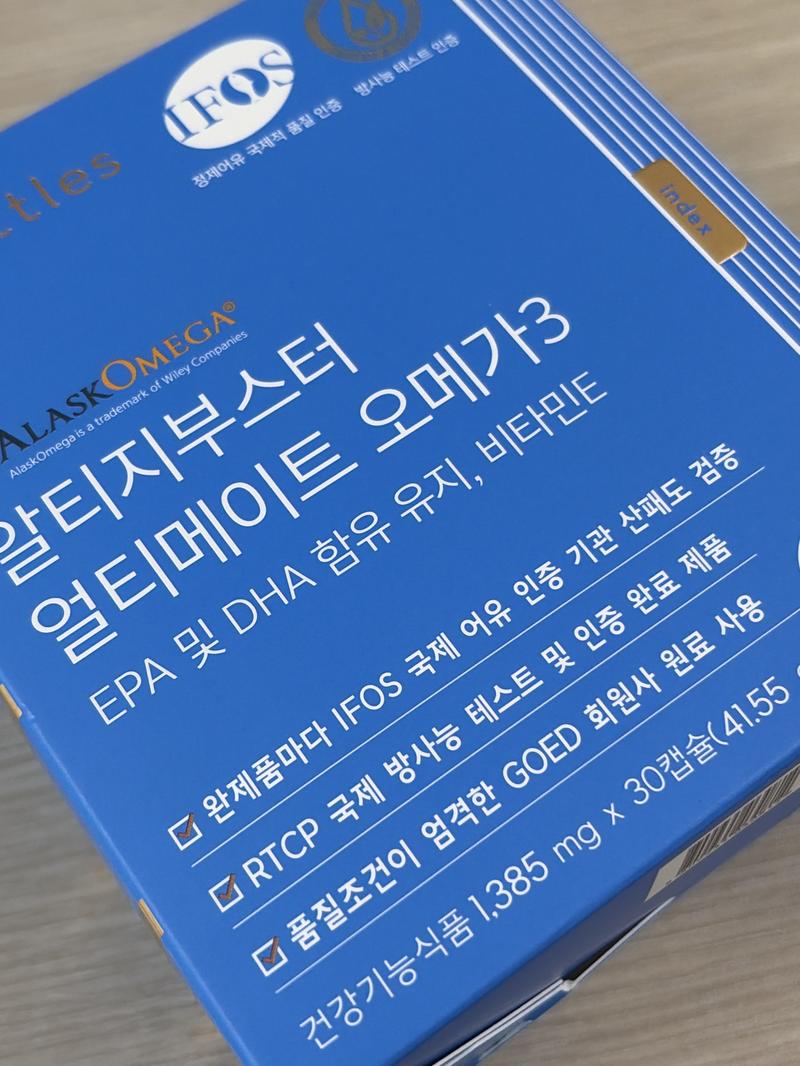 IFOS
정제어유 국제적 품질 인증
방사능 테스트 인증
index
ALASKOMEGA®
AlaskOmega is a trademark of Wiley Companies
알티지부스터
얼티메이트 오메가3
EPA 및 DHA 함유 유지, 비타민E
완제품마다 IFOS 국제 어유 인증 기관 산패도 검증
RTCP 국제 방사능 테스트 및 인증 완료 제품
품질조건이 엄격한 GOED 회원사 원료 사용
건강기능식품 1,385 mg x 30캡슐(41.55